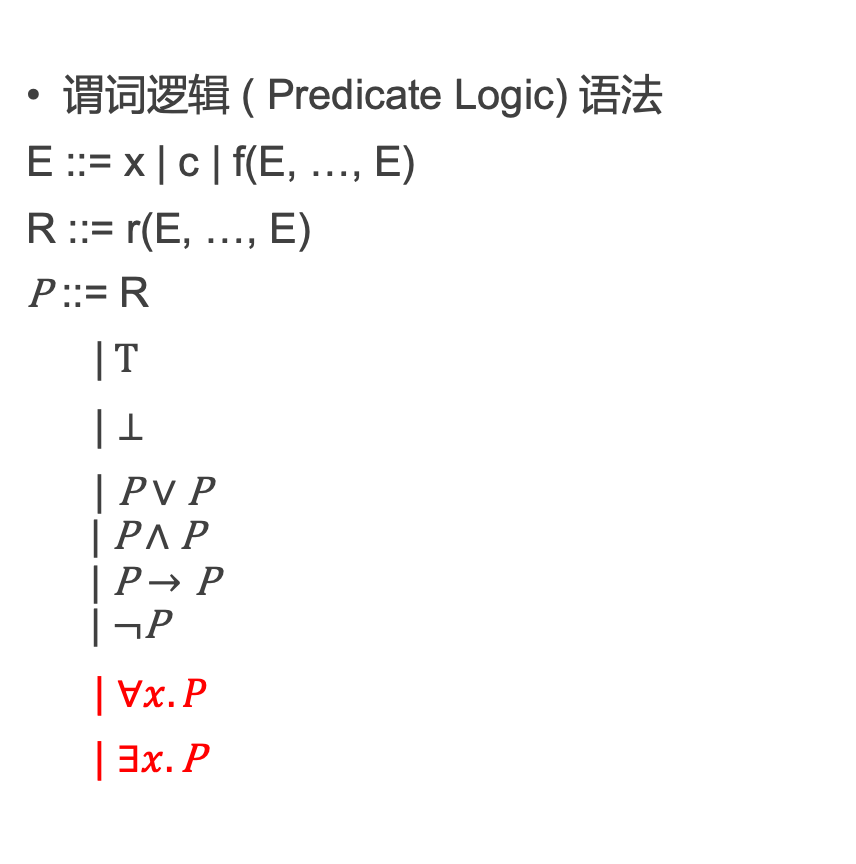 • 谓词逻辑 ( Predicate Logic) 语法
E ::= x | c | f(E, …, E)
R ::= r(E, …, E)
𝑃 ::= R
| T
| ⊥
| 𝑃 ∨ 𝑃
| 𝑃 ∧ 𝑃
| 𝑃 → 𝑃
| ¬𝑃
| ∀𝑥. 𝑃
| ∃𝑥. 𝑃